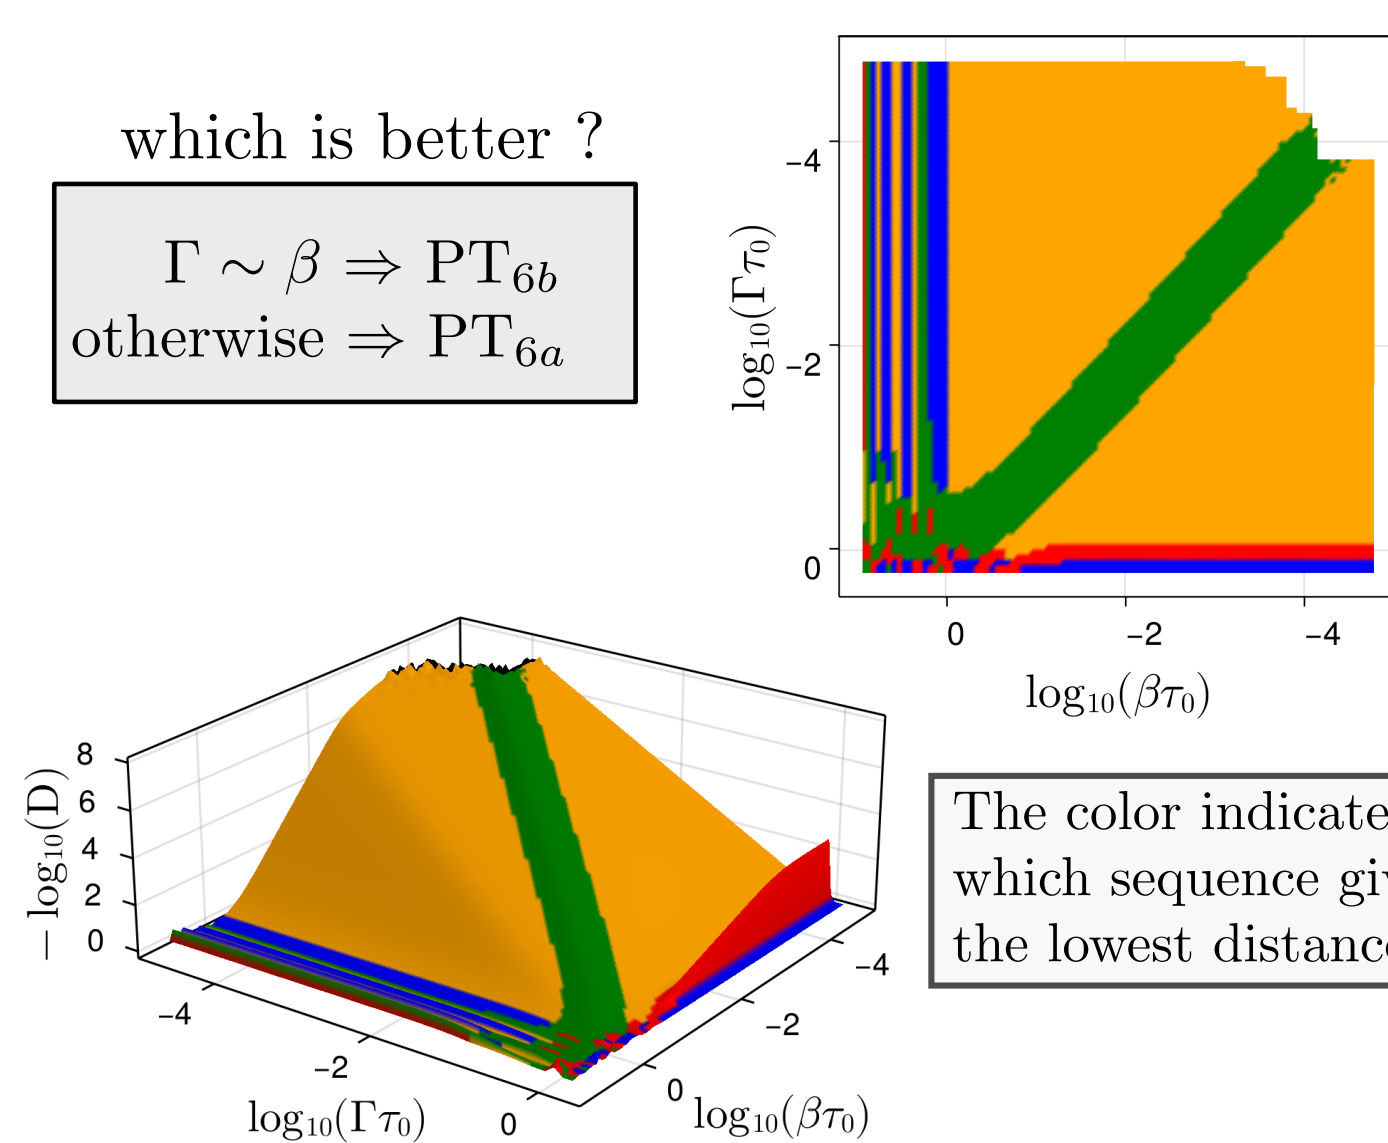 which is better ?
Γ ∼ β ⇒ PT₆b
otherwise ⇒ PT₆a
log₁₀(Γτ₀)
−4
−2
0
0
−2
−4
log₁₀(βτ₀)
− log₁₀(D)
8
6
4
2
0
−4
−2
0
log₁₀(Γτ₀)
0
−2
−4
log₁₀(βτ₀)
The color indicate
which sequence giv
the lowest distance